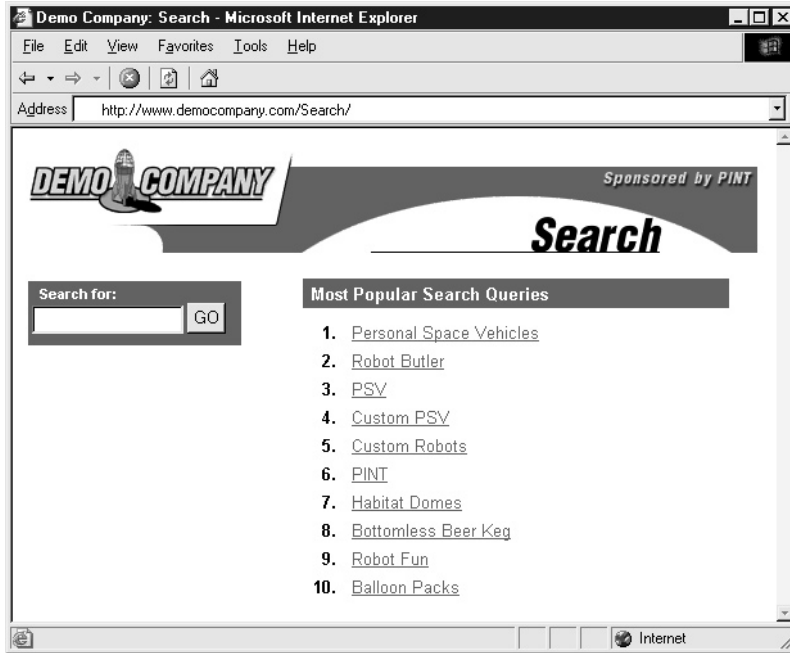 Demo Company: Search - Microsoft Internet Explorer
File Edit View Favorites Tools Help
Address http://www.democompany.com/Search/
DEMO COMPANY
Sponsored by PINT
Search
Search for:
GO
Most Popular Search Queries
1. Personal Space Vehicles
2. Robot Butler
3. PSV
4. Custom PSV
5. Custom Robots
6. PINT
7. Habitat Domes
8. Bottomless Beer Keg
9. Robot Fun
10. Balloon Packs
Internet